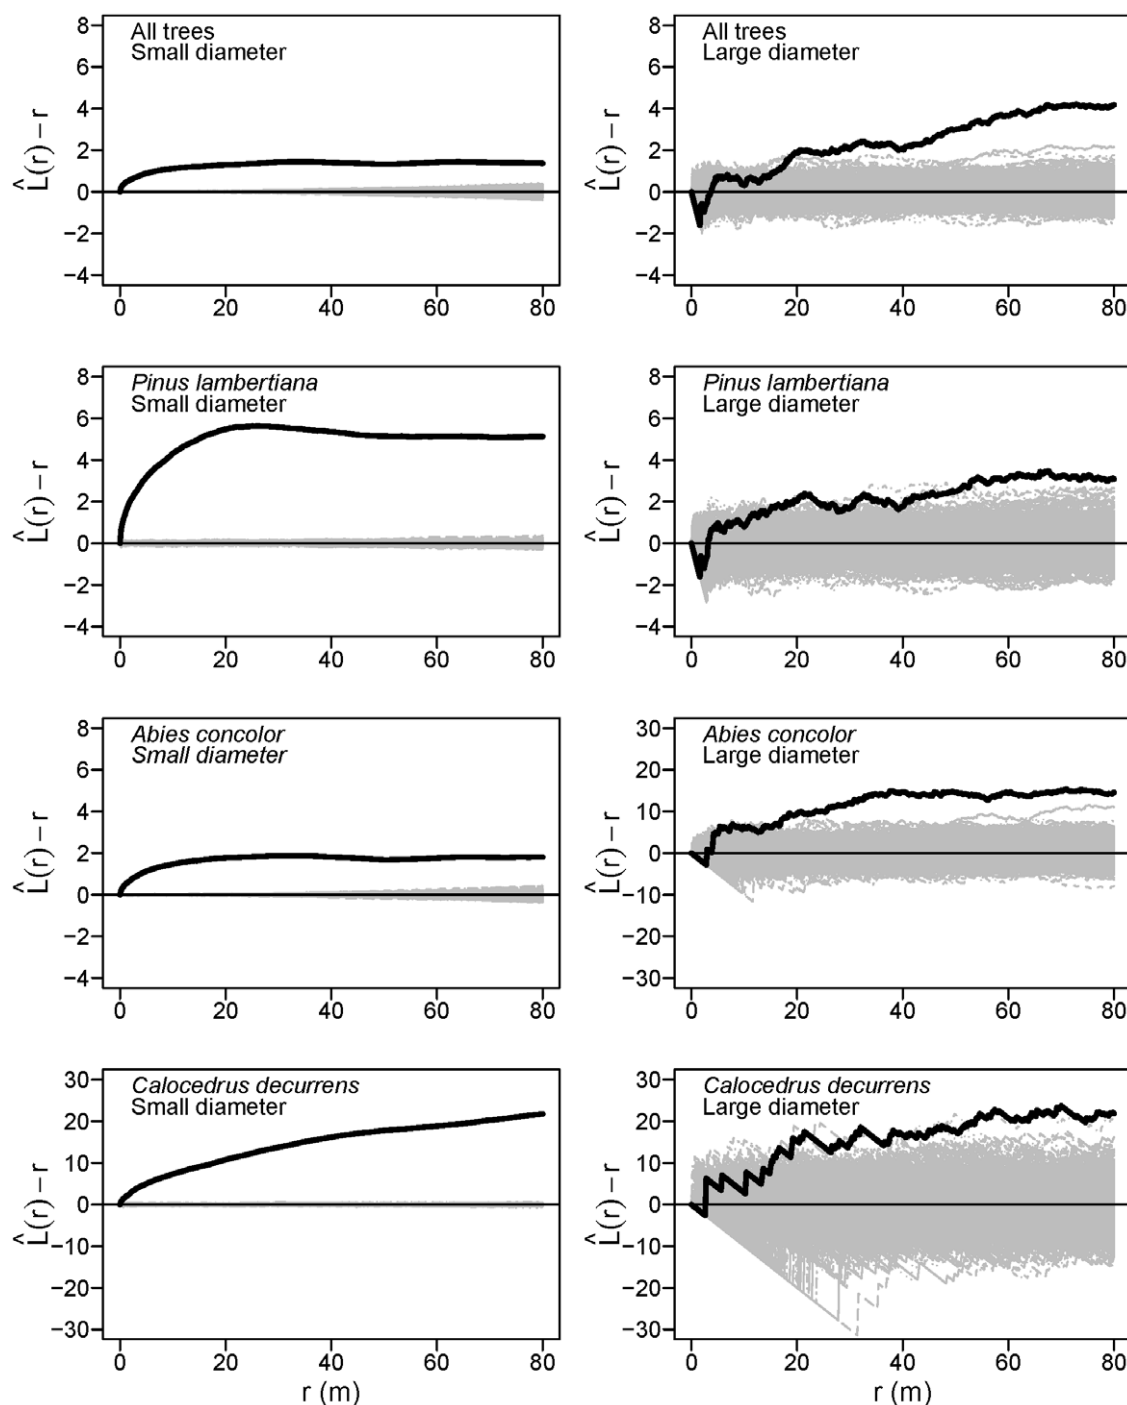 8
6
4
2
0
−2
−4
L̂(r) − r
All trees
Small diameter
0 20 40 60 80
8
6
4
2
0
−2
−4
L̂(r) − r
All trees
Large diameter
0 20 40 60 80
8
6
4
2
0
−2
−4
L̂(r) − r
Pinus lambertiana
Small diameter
0 20 40 60 80
8
6
4
2
0
−2
−4
L̂(r) − r
Pinus lambertiana
Large diameter
0 20 40 60 80
8
6
4
2
0
−2
−4
L̂(r) − r
Abies concolor
Small diameter
0 20 40 60 80
30
20
10
0
−10
−20
−30
L̂(r) − r
Abies concolor
Large diameter
0 20 40 60 80
30
20
10
0
−10
−20
−30
L̂(r) − r
Calocedrus decurrens
Small diameter
0 20 40 60 80
r (m)
30
20
10
0
−10
−20
−30
L̂(r) − r
Calocedrus decurrens
Large diameter
0 20 40 60 80
r (m)